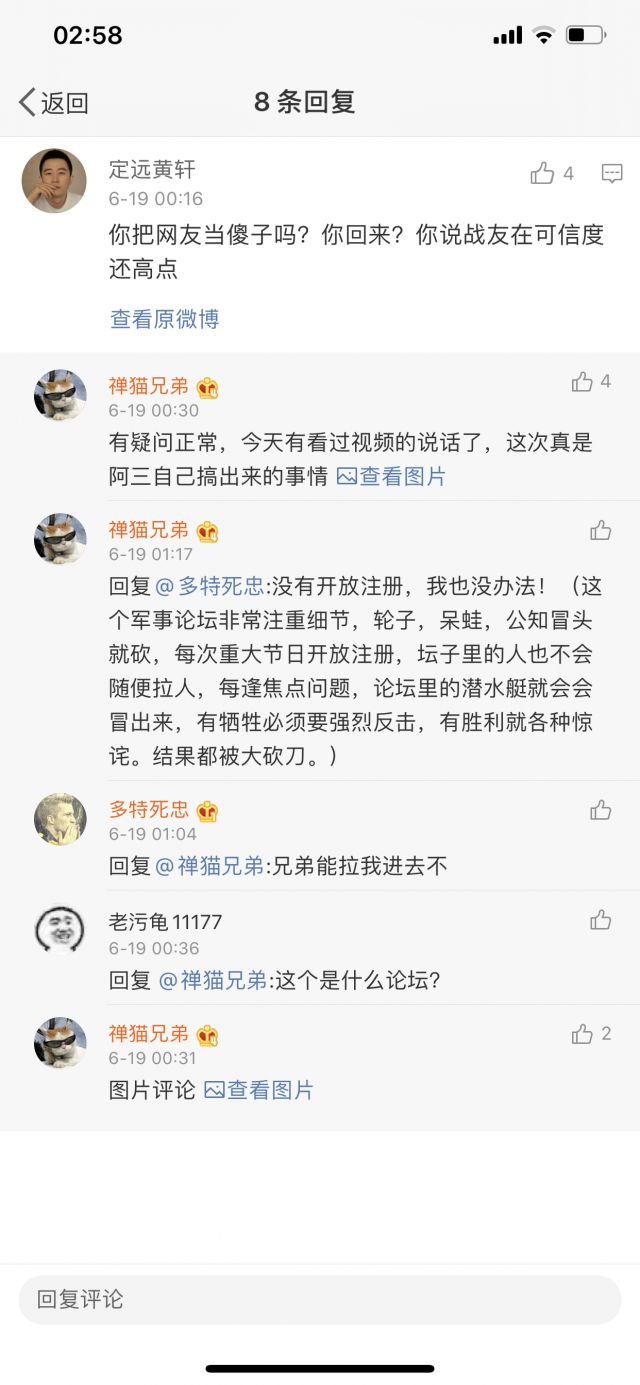 02:58
返回
8 条回复
定远黄轩
4
6-19 00:16
你把网友当傻子吗？你回来？你说战友在可信度
还高点
查看原微博
禅猫兄弟
4
6-19 00:30
有疑问正常，今天有看过视频的说话了，这次真是
阿三自己搞出来的事情 查看图片
禅猫兄弟
6-19 01:17
回复@多特死忠:没有开放注册，我也没办法！（这
个军事论坛非常注重细节，轮子，呆蛙，公知冒头
就砍，每次重大节日开放注册，坛子里的人也不会
随便拉人，每逢焦点问题，论坛里的潜水艇就会会
冒出来，有牺牲必须要强烈反击，有胜利就各种惊
诧。结果都被大砍刀。）
多特死忠
6-19 01:04
回复@禅猫兄弟:兄弟能拉我进去不
老污龟11177
6-19 00:36
回复 @禅猫兄弟:这个是什么论坛?
禅猫兄弟
2
6-19 00:31
图片评论 查看图片
回复评论